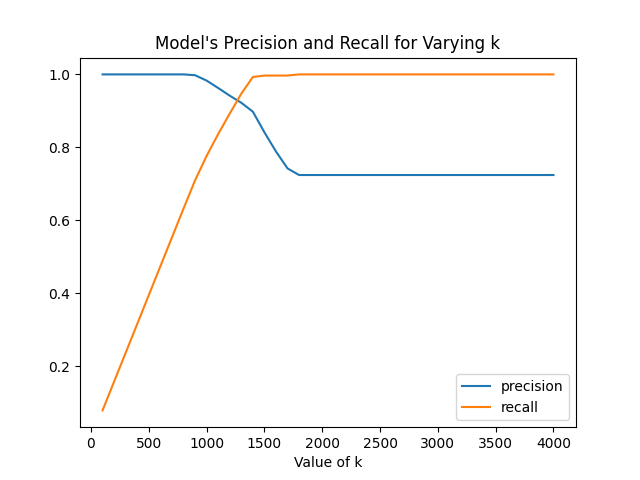 Model's Precision and Recall for Varying k
1.0
0.8
0.6
0.4
0.2
precision
recall
0 500 1000 1500 2000 2500 3000 3500 4000
Value of k